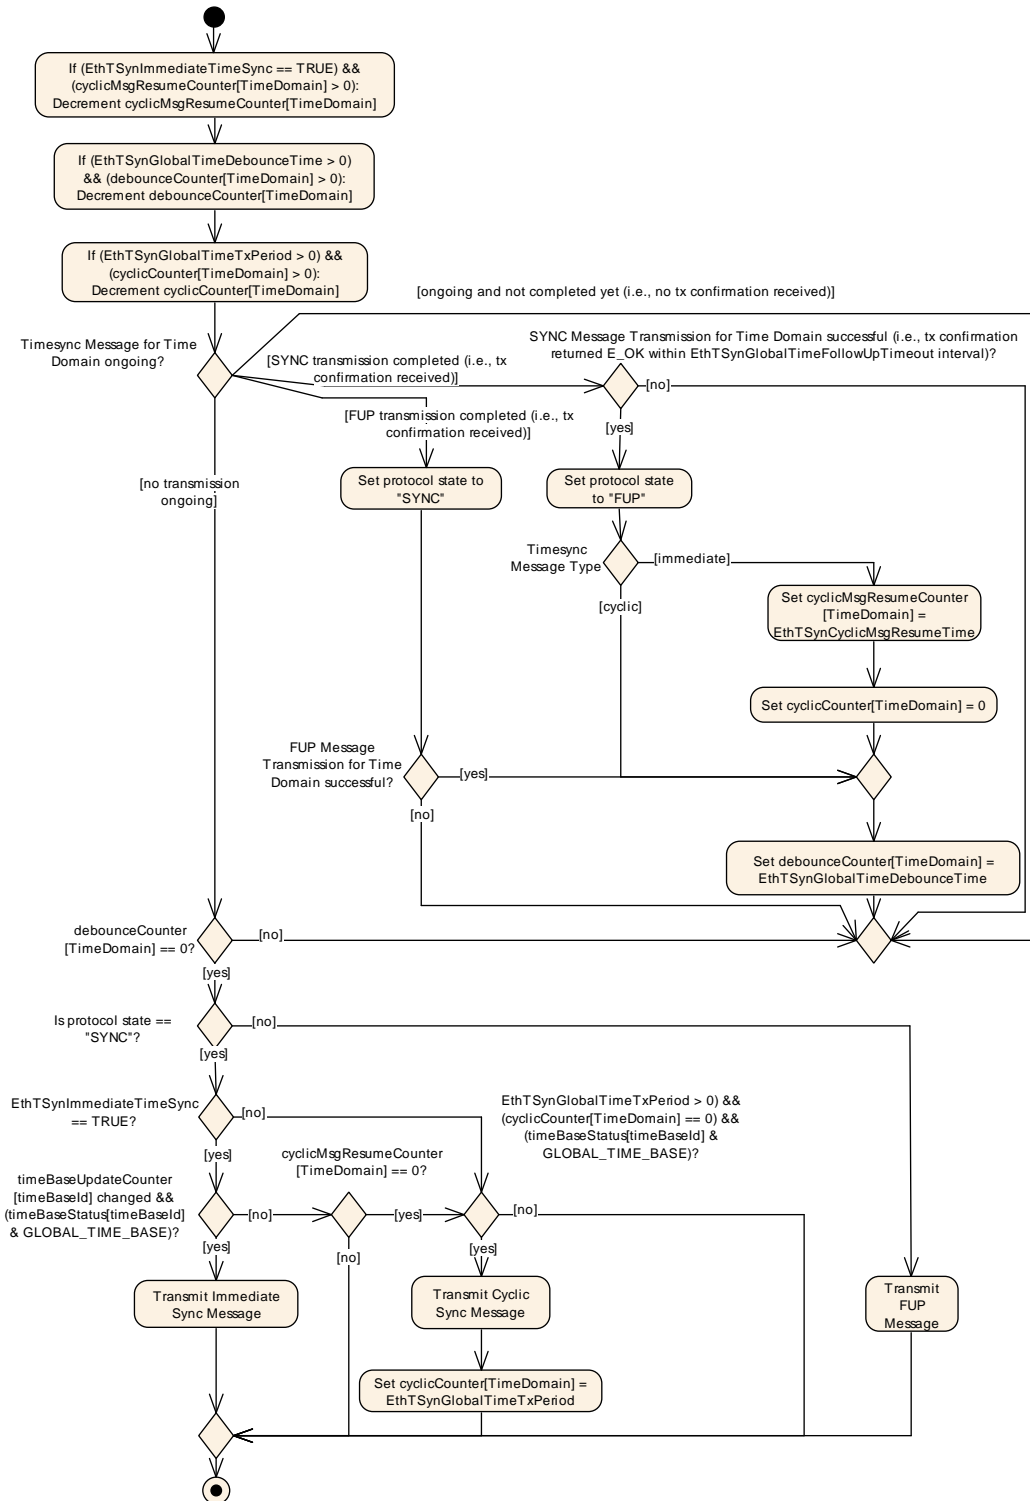 If (EthTSynImmediateTimeSync == TRUE) &&
(cyclicMsgResumeCounter[TimeDomain] > 0):
Decrement cyclicMsgResumeCounter[TimeDomain]
If (EthTSynGlobalTimeDebounceTime > 0)
&& (debounceCounter[TimeDomain] > 0):
Decrement debounceCounter[TimeDomain]
If (EthTSynGlobalTimeTxPeriod > 0) &&
(cyclicCounter[TimeDomain] > 0):
Decrement cyclicCounter[TimeDomain]
[ongoing and not completed yet (i.e., no tx confirmation received)]
Timesync Message for Time
Domain ongoing?
SYNC Message Transmission for Time Domain successful (i.e., tx confirmation
returned E_OK within EthTSynGlobalTimeFollowUpTimeout interval)?
[SYNC transmission completed (i.e., tx
confirmation received)]
[no]
[FUP transmission completed (i.e., tx
confirmation received)]
[yes]
[no transmission
ongoing]
Set protocol state to
"SYNC"
Set protocol state
to "FUP"
Timesync
Message Type
[immediate]
[cyclic]
Set cyclicMsgResumeCounter
[TimeDomain] =
EthTSynCyclicMsgResumeTime
Set cyclicCounter[TimeDomain] = 0
FUP Message
Transmission for Time
Domain successful?
[yes]
[no]
Set debounceCounter[TimeDomain] =
EthTSynGlobalTimeDebounceTime
debounceCounter
[TimeDomain] == 0?
[no]
[yes]
Is protocol state ==
"SYNC"?
[no]
[yes]
EthTSynImmediateTimeSync
== TRUE?
[no]
[yes]
EthTSynGlobalTimeTxPeriod > 0) &&
(cyclicCounter[TimeDomain] == 0) &&
(timeBaseStatus[timeBaseId] &
GLOBAL_TIME_BASE)?
cyclicMsgResumeCounter
[TimeDomain] == 0?
timeBaseUpdateCounter
[timeBaseId] changed &&
(timeBaseStatus[timeBaseId]
& GLOBAL_TIME_BASE)?
[no]
[yes]
[no]
[yes]
[no]
[yes]
Transmit Immediate
Sync Message
Transmit Cyclic
Sync Message
Transmit
FUP
Message
Set cyclicCounter[TimeDomain] =
EthTSynGlobalTimeTxPeriod